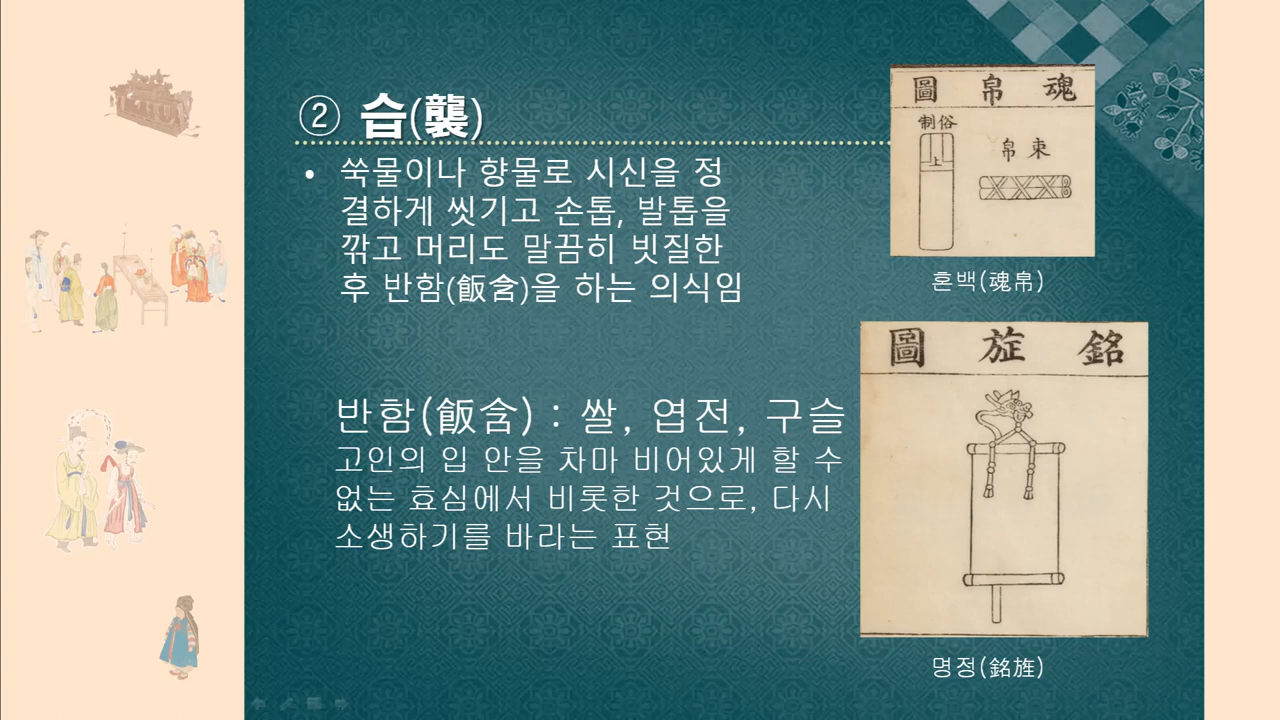 ② 습(襲)
• 쑥물이나 향물로 시신을 정
결하게 씻기고 손톱, 발톱을
깎고 머리도 말끔히 빗질한
후 반함(飯含)을 하는 의식임
반함(飯含) : 쌀, 엽전, 구슬
고인의 입 안을 차마 비어있게 할 수
없는 효심에서 비롯한 것으로, 다시
소생하기를 바라는 표현
圖 帛 魂
制俗
上
帛束
혼백(魂帛)
圖 旌 銘
명정(銘旌)